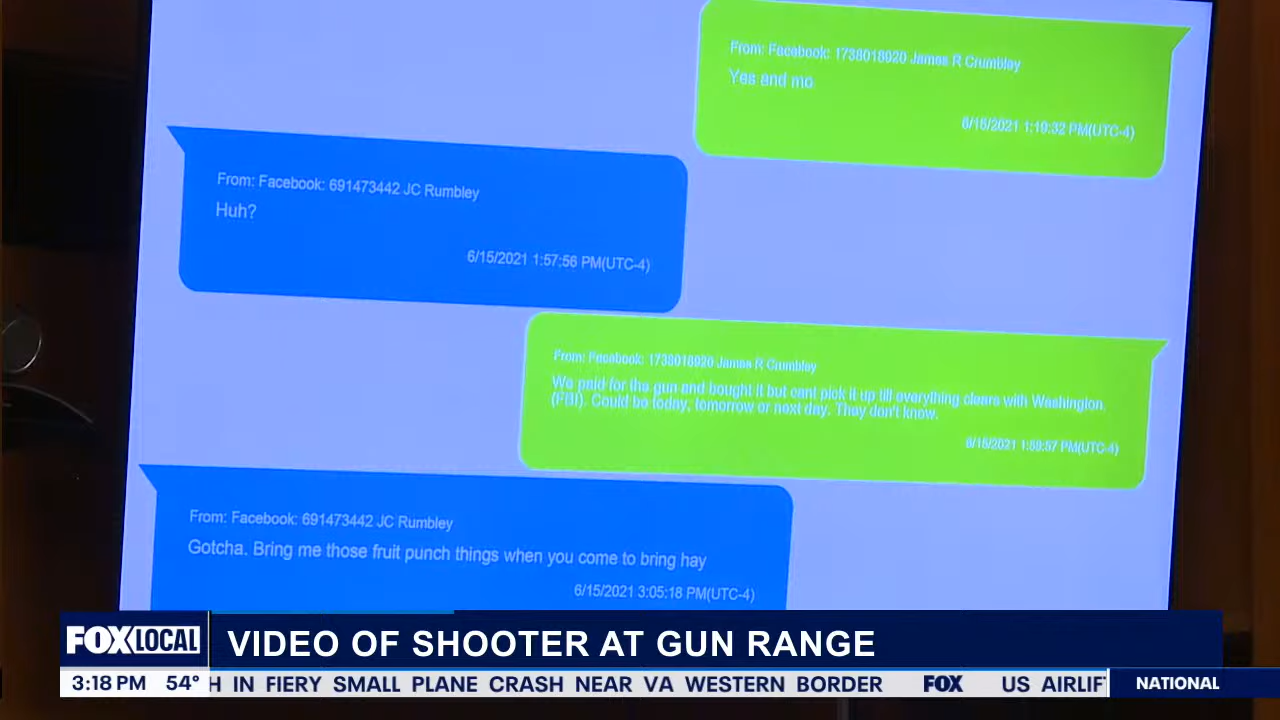 From: Facebook: 1738018920 James R Crumbley
Yes and mo
6/15/2021 1:19:32 PM(UTC-4)
From: Facebook: 691473442 JC Rumbley
Huh?
6/15/2021 1:57:56 PM(UTC-4)
From: Facebook: 1738018920 James R Crumbley
We paid for the gun and bought it but cant pick it up till everything clears with Washington.
(FBI). Could be today, tomorrow or next day. They don't know.
6/15/2021 1:58:57 PM(UTC-4)
From: Facebook: 691473442 JC Rumbley
Gotcha. Bring me those fruit punch things when you come to bring hay
6/15/2021 3:05:18 PM(UTC-4)
FOX LOCAL
VIDEO OF SHOOTER AT GUN RANGE
3:18 PM 54° H IN FIERY SMALL PLANE CRASH NEAR VA WESTERN BORDER FOX US AIRLIF NATIONAL